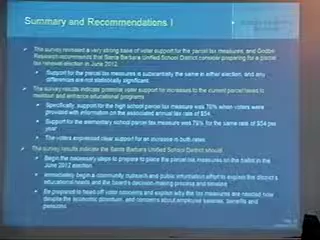 Summary and Recommendations I
The survey revealed a very strong base of voter support for the parcel tax measures, and Godbe
Research recommends that Santa Barbara Unified School District consider preparing for a parcel
tax renewal election in June 2012.
Support for the parcel tax measures is substantially the same in either election, and any
differences are not statistically significant.
The survey results indicate potential voter support for increases to the current parcel taxes to
maintain and enhance educational programs
Specifically, support for the high school parcel tax measure was 70% when voters were
provided with information on the associated annual tax rate of $54.
Support for the elementary school parcel tax measure was 79% for the same rate of $54 per
year.
The voters expressed clear support for an increase in both rates.
The survey results indicate the Santa Barbara Unified School District should:
Begin the necessary steps to prepare to place the parcel tax measures on the ballot in the
June 2012 election.
Immediately begin a community outreach and public information effort to explain the district's
educational needs and the board's decision-making process and timeline
Be prepared to head off voter concerns and explain why the tax measures are needed now
despite the economic downturn, and concerns about employee salaries, benefits and
pensions.